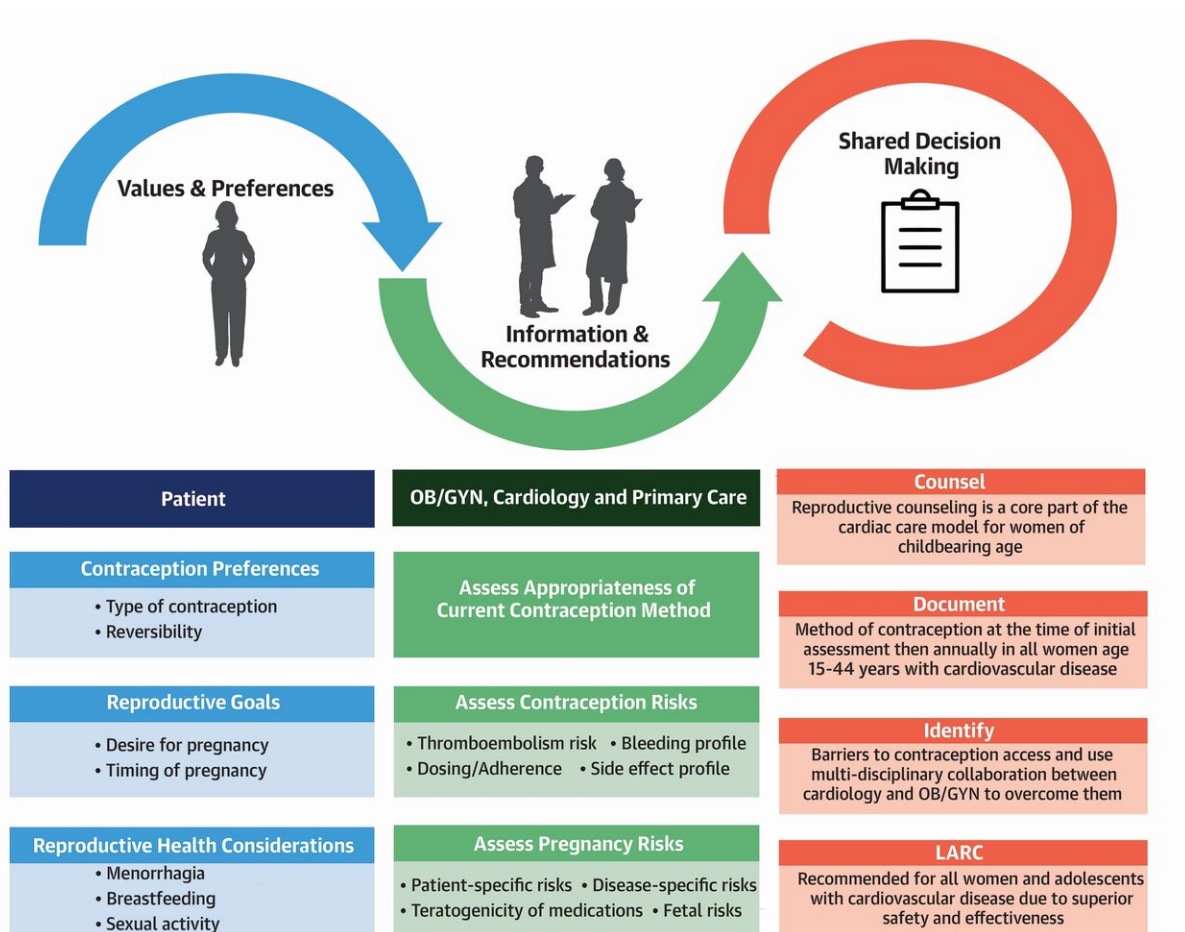 Values & Preferences
Information &
Recommendations
Shared Decision
Making
Patient
Contraception Preferences
• Type of contraception
• Reversibility
Reproductive Goals
• Desire for pregnancy
• Timing of pregnancy
Reproductive Health Considerations
• Menorrhagia
• Breastfeeding
• Sexual activity
OB/GYN, Cardiology and Primary Care
Assess Appropriateness of
Current Contraception Method
Assess Contraception Risks
• Thromboembolism risk • Bleeding profile
• Dosing/Adherence • Side effect profile
Assess Pregnancy Risks
• Patient-specific risks • Disease-specific risks
• Teratogenicity of medications • Fetal risks
Counsel
Reproductive counseling is a core part of the
cardiac care model for women of
childbearing age
Document
Method of contraception at the time of initial
assessment then annually in all women age
15-44 years with cardiovascular disease
Identify
Barriers to contraception access and use
multi-disciplinary collaboration between
cardiology and OB/GYN to overcome them
LARC
Recommended for all women and adolescents
with cardiovascular disease due to superior
safety and effectiveness